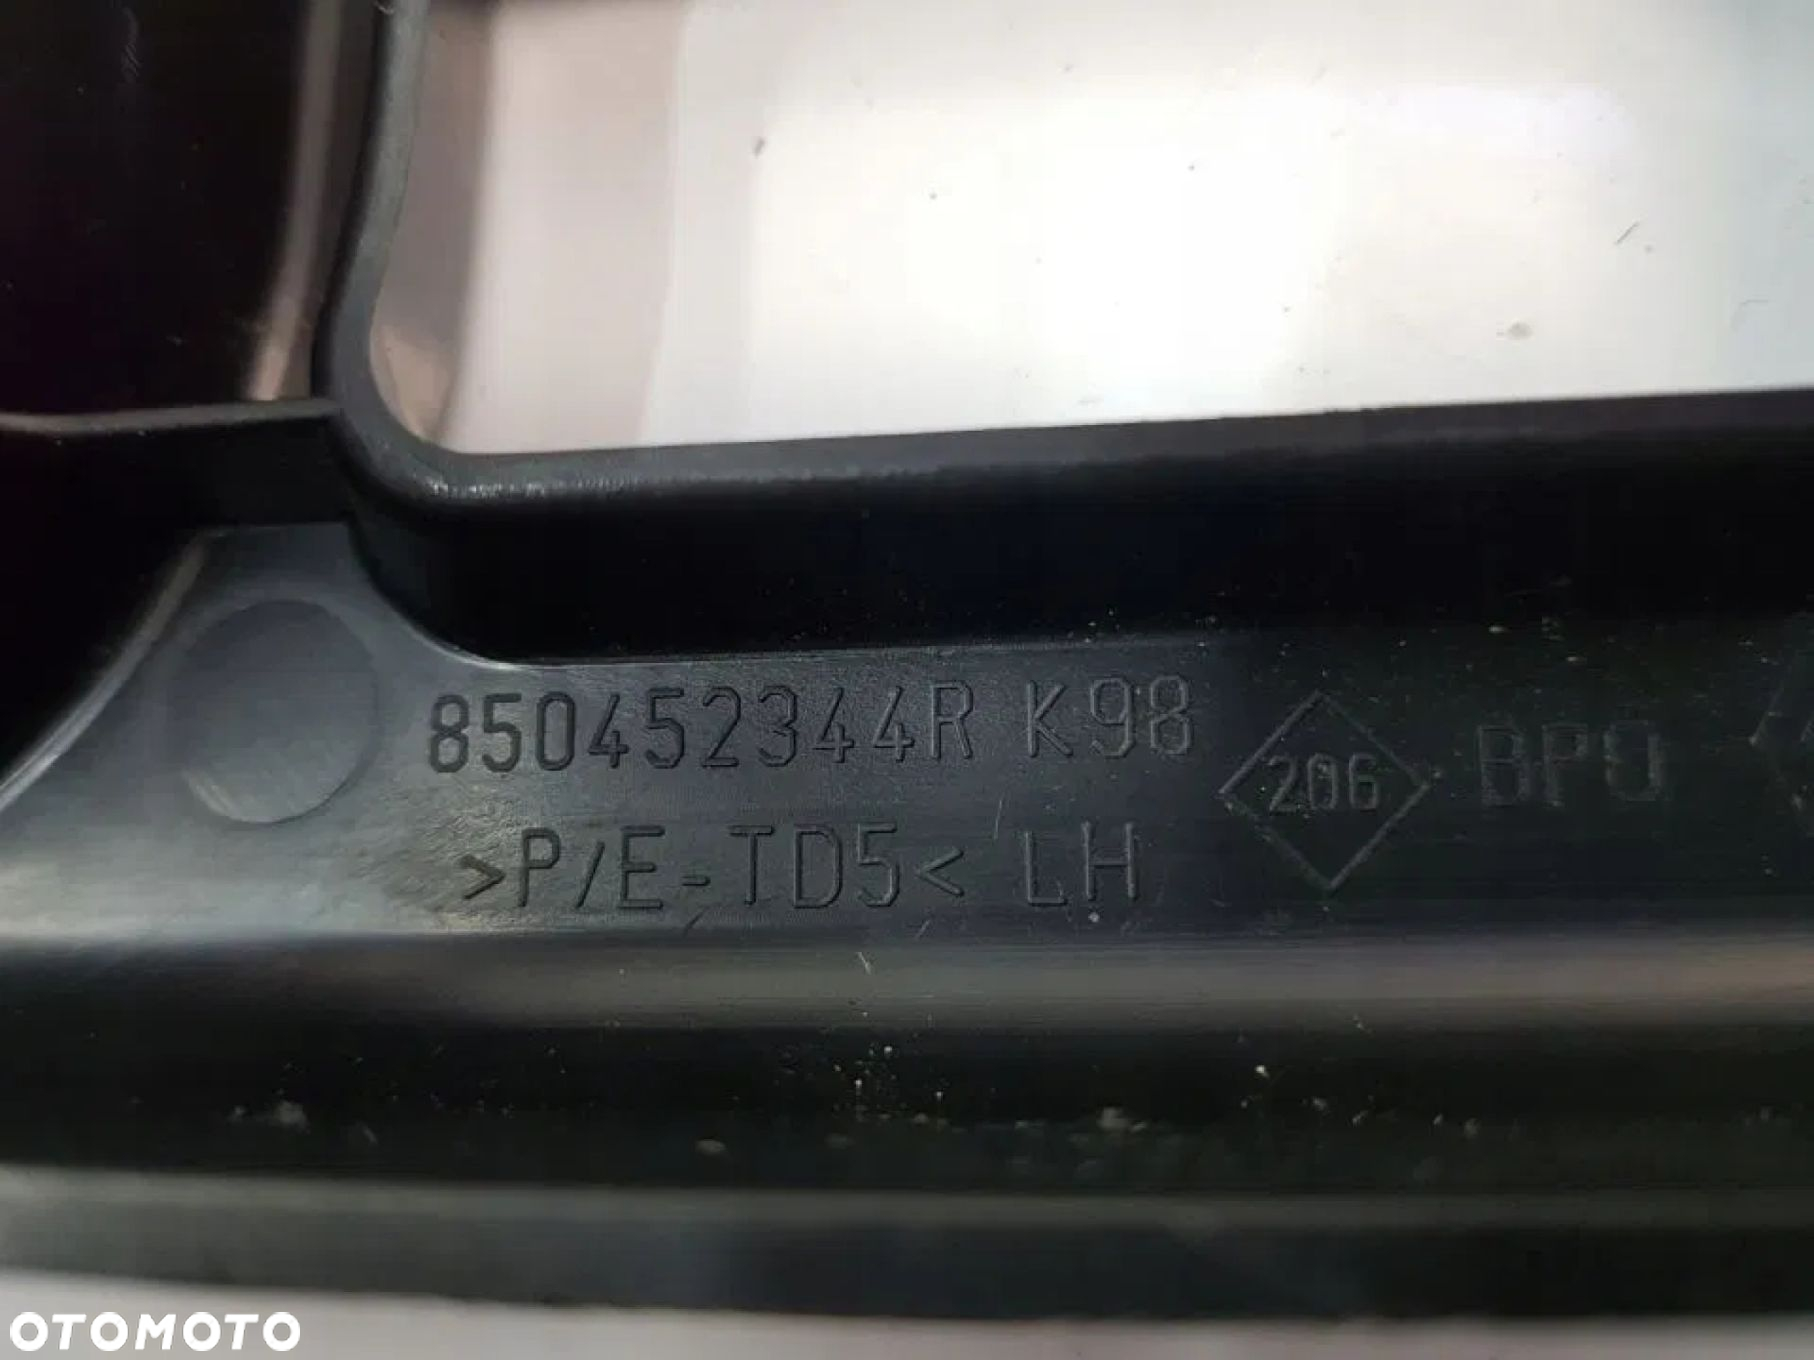 850452344R K98
206
BPO
>P/E-TD5< LH
OTOMOTO